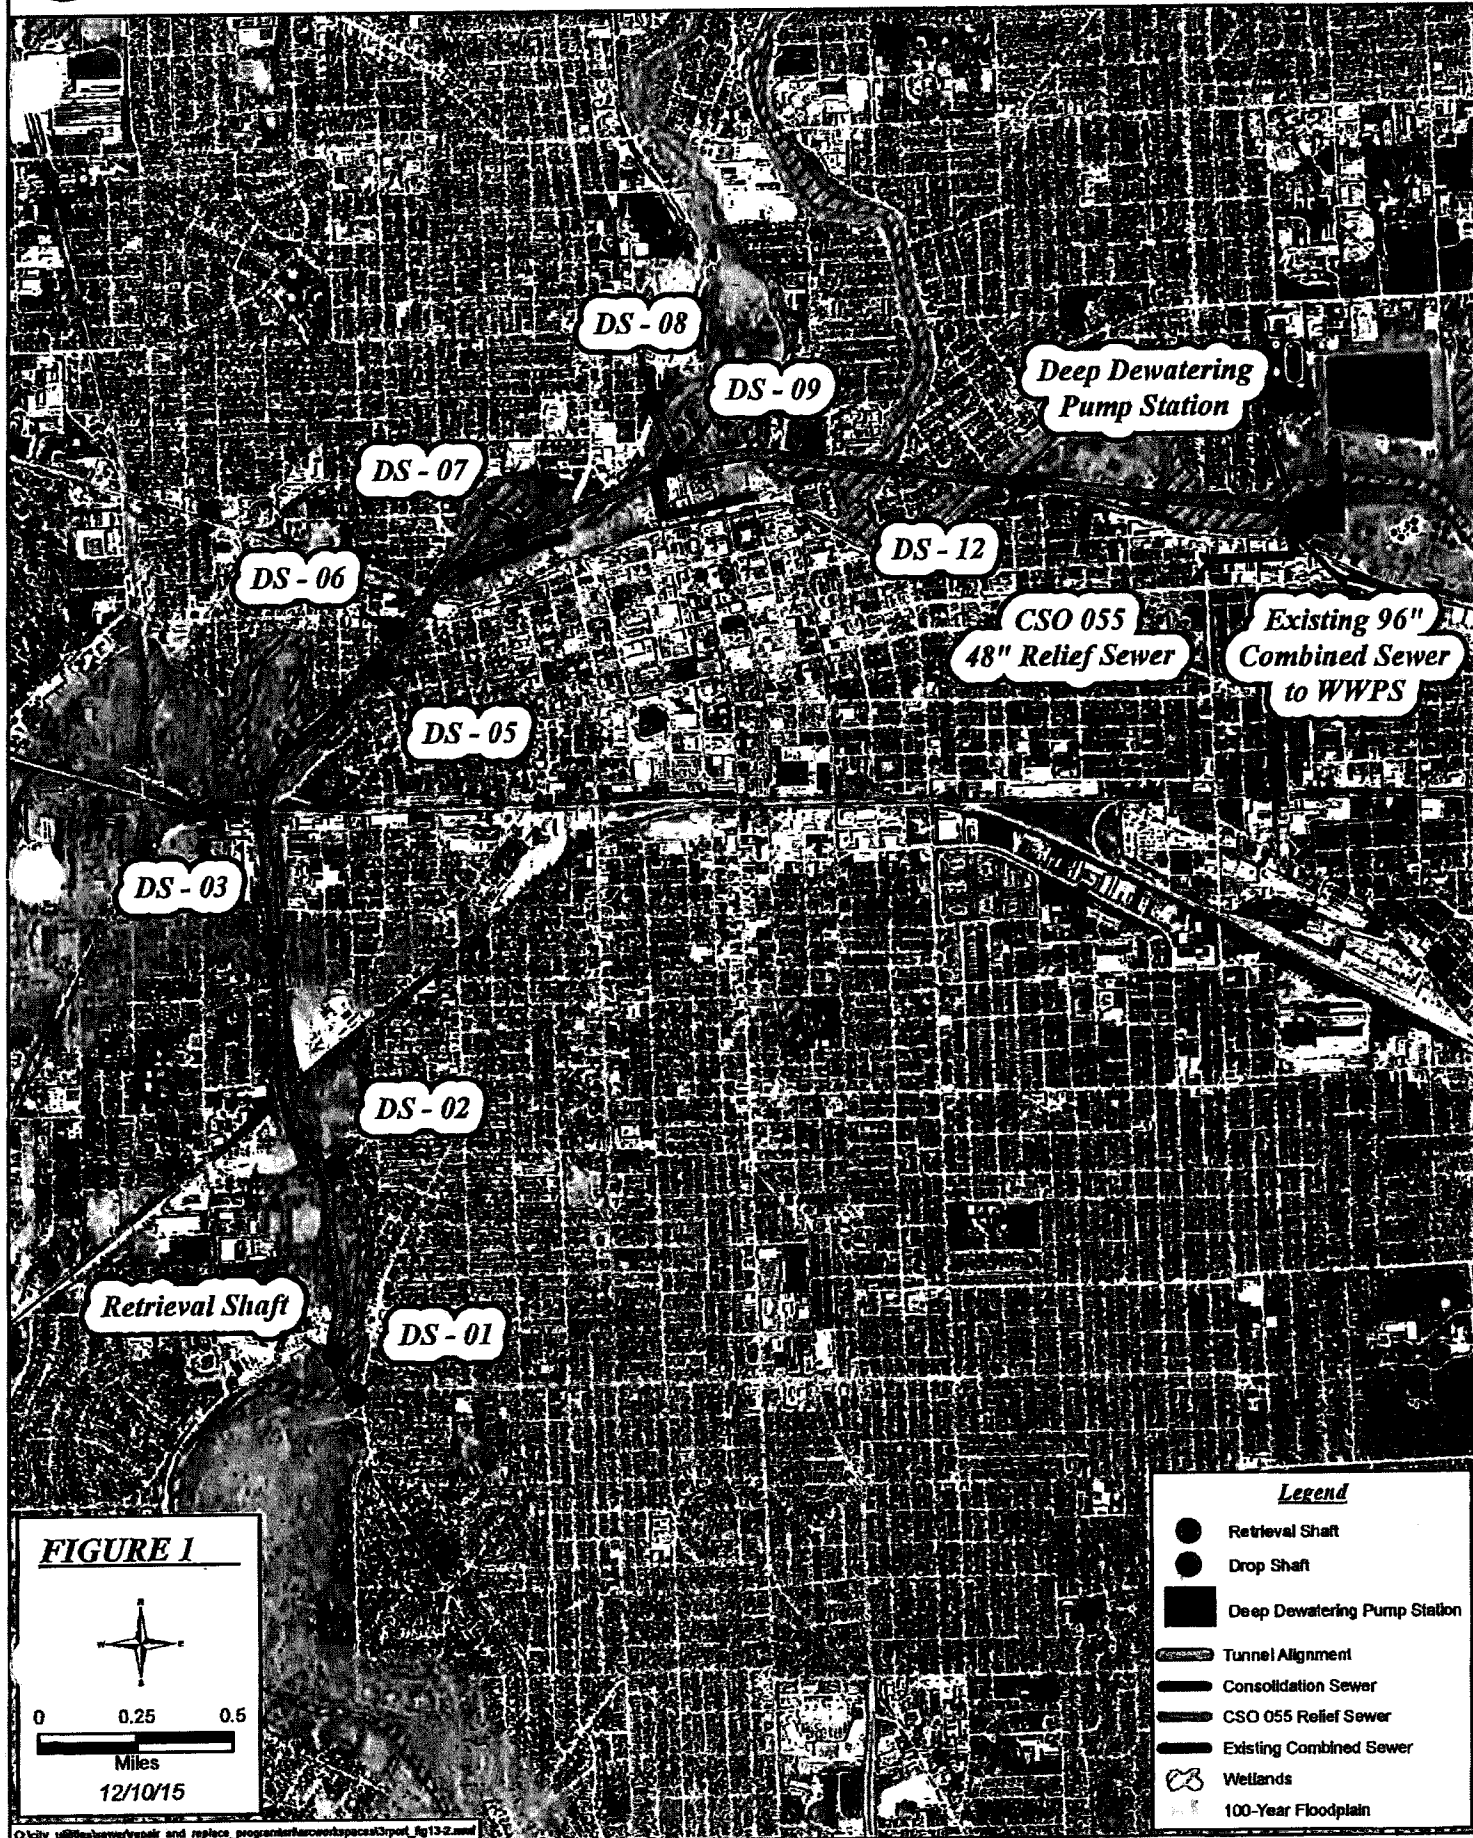 DS - 08
DS - 09
Deep Dewatering
Pump Station
DS - 07
DS - 12
DS - 06
CSO 055
48" Relief Sewer
Existing 96"
Combined Sewer
to WWPS
DS - 05
DS - 03
DS - 02
Retrieval Shaft
DS - 01
FIGURE 1
N
W E
S
0 0.25 0.5
Miles
12/10/15
Legend
Retrieval Shaft
Drop Shaft
Deep Dewatering Pump Station
Tunnel Alignment
Consolidation Sewer
CSO 055 Relief Sewer
Existing Combined Sewer
Wetlands
100-Year Floodplain